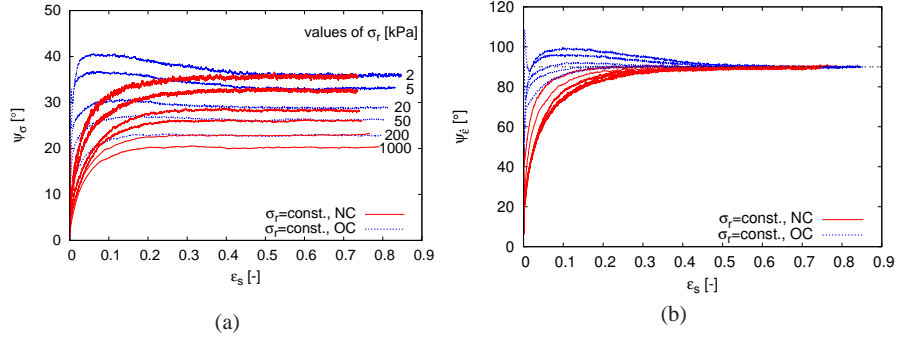 values of σr [kPa]
50
40
30
20
10
0
2
5
20
50
200
1000
ψσ [°]
σr=const., NC
σr=const., OC
0 0.1 0.2 0.3 0.4 0.5 0.6 0.7 0.8 0.9
εs [-]
(a)
120
100
80
60
40
20
0
ψε̇ [°]
σr=const., NC
σr=const., OC
0 0.1 0.2 0.3 0.4 0.5 0.6 0.7 0.8 0.9
εs [-]
(b)